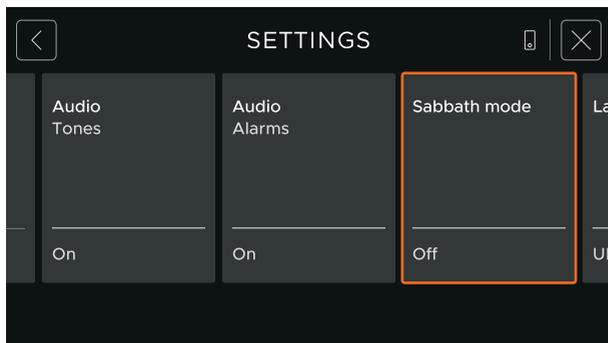 SETTINGS
Audio
Tones
On
Audio
Alarms
On
Sabbath mode
Off